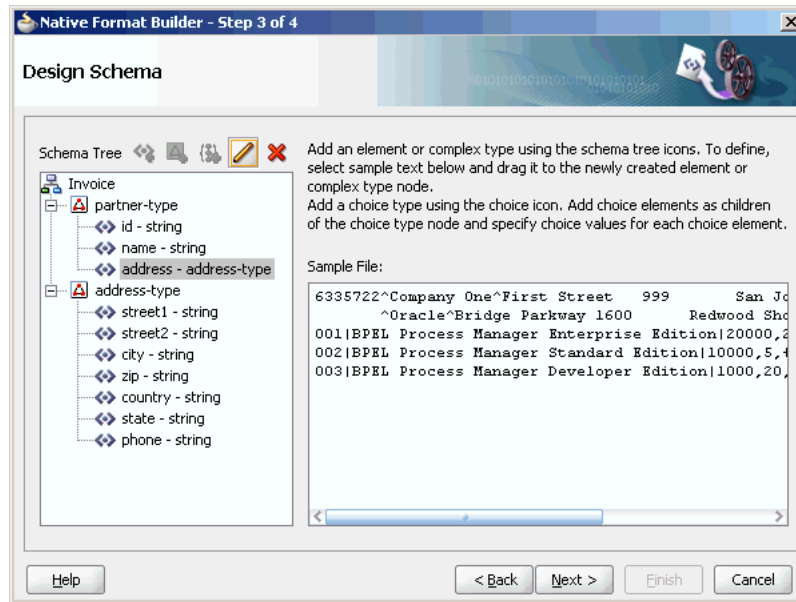 Native Format Builder - Step 3 of 4
Design Schema
Schema Tree
Invoice
partner-type
id - string
name - string
address - address-type
address-type
street1 - string
street2 - string
city - string
zip - string
country - string
state - string
phone - string
Add an element or complex type using the schema tree icons. To define,
select sample text below and drag it to the newly created element or
complex type node.
Add a choice type using the choice icon. Add choice elements as children
of the choice type node and specify choice values for each choice element.
Sample File:
6335722^Company One^First Street    999        San Jo
^Oracle^Bridge Parkway 1600       Redwood Sho
001|BPEL Process Manager Enterprise Edition|20000,2
002|BPEL Process Manager Standard Edition|10000,5,+
003|BPEL Process Manager Developer Edition|1000,20,
Help
< Back
Next >
Finish
Cancel